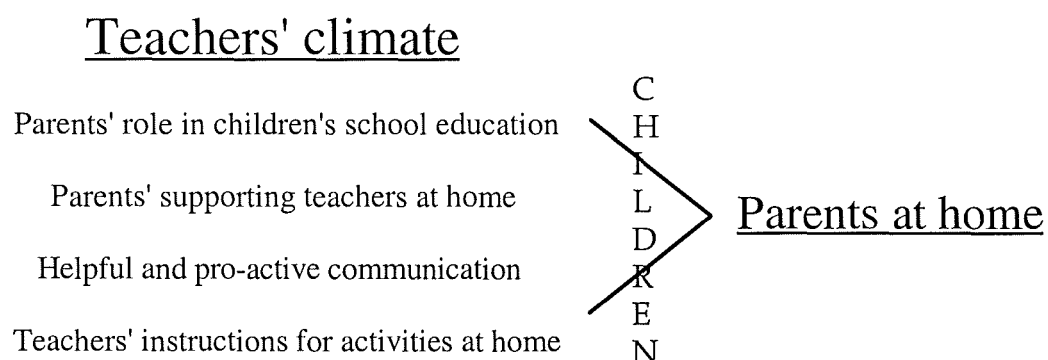 Teachers' climate
Parents' role in children's school education
Parents' supporting teachers at home
Helpful and pro-active communication
Teachers' instructions for activities at home
CHILDREN
Parents at home